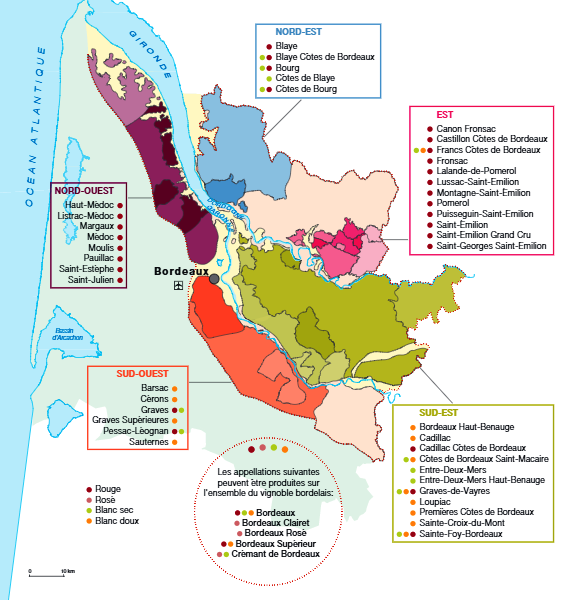 NORD-EST
Blaye
Blaye Côtes de Bordeaux
Bourg
Côtes de Blaye
Côtes de Bourg
OCEAN ATLANTIQUE
GIRONDE
EST
Canon Fronsac
Castillon Côtes de Bordeaux
Francs Côtes de Bordeaux
Fronsac
Lalande-de-Pomerol
Lussac-Saint-Emilion
Montagne-Saint-Emilion
Pomerol
Puisseguin-Saint-Emilion
Saint-Émilion
Saint-Emilion Grand Cru
Saint-Georges Saint-Emilion
NORD-OUEST
Haut-Médoc
Listrac-Médoc
Margaux
Médoc
Moulis
Pauillac
Saint-Estèphe
Saint-Julien
DORDOGNE
GARONNE
Bordeaux
Bassin
d'Arcachon
SUD-OUEST
Barsac
Cérons
Graves
Graves Supérieures
Pessac-Léognan
Sauternes
SUD-EST
Bordeaux Haut-Benauge
Cadillac
Cadillac Côtes de Bordeaux
Côtes de Bordeaux Saint-Macaire
Entre-Deux-Mers
Entre-Deux-Mers Haut-Benauge
Graves-de-Vayres
Loupiac
Premières Côtes de Bordeaux
Sainte-Croix-du-Mont
Sainte-Foy-Bordeaux
Les appellations suivantes
peuvent être produites sur
l'ensemble du vignoble bordelais:
Bordeaux
Bordeaux Clairet
Bordeaux Rosé
Bordeaux Supérieur
Crémant de Bordeaux
Rouge
Rosé
Blanc sec
Blanc doux
0 10 km